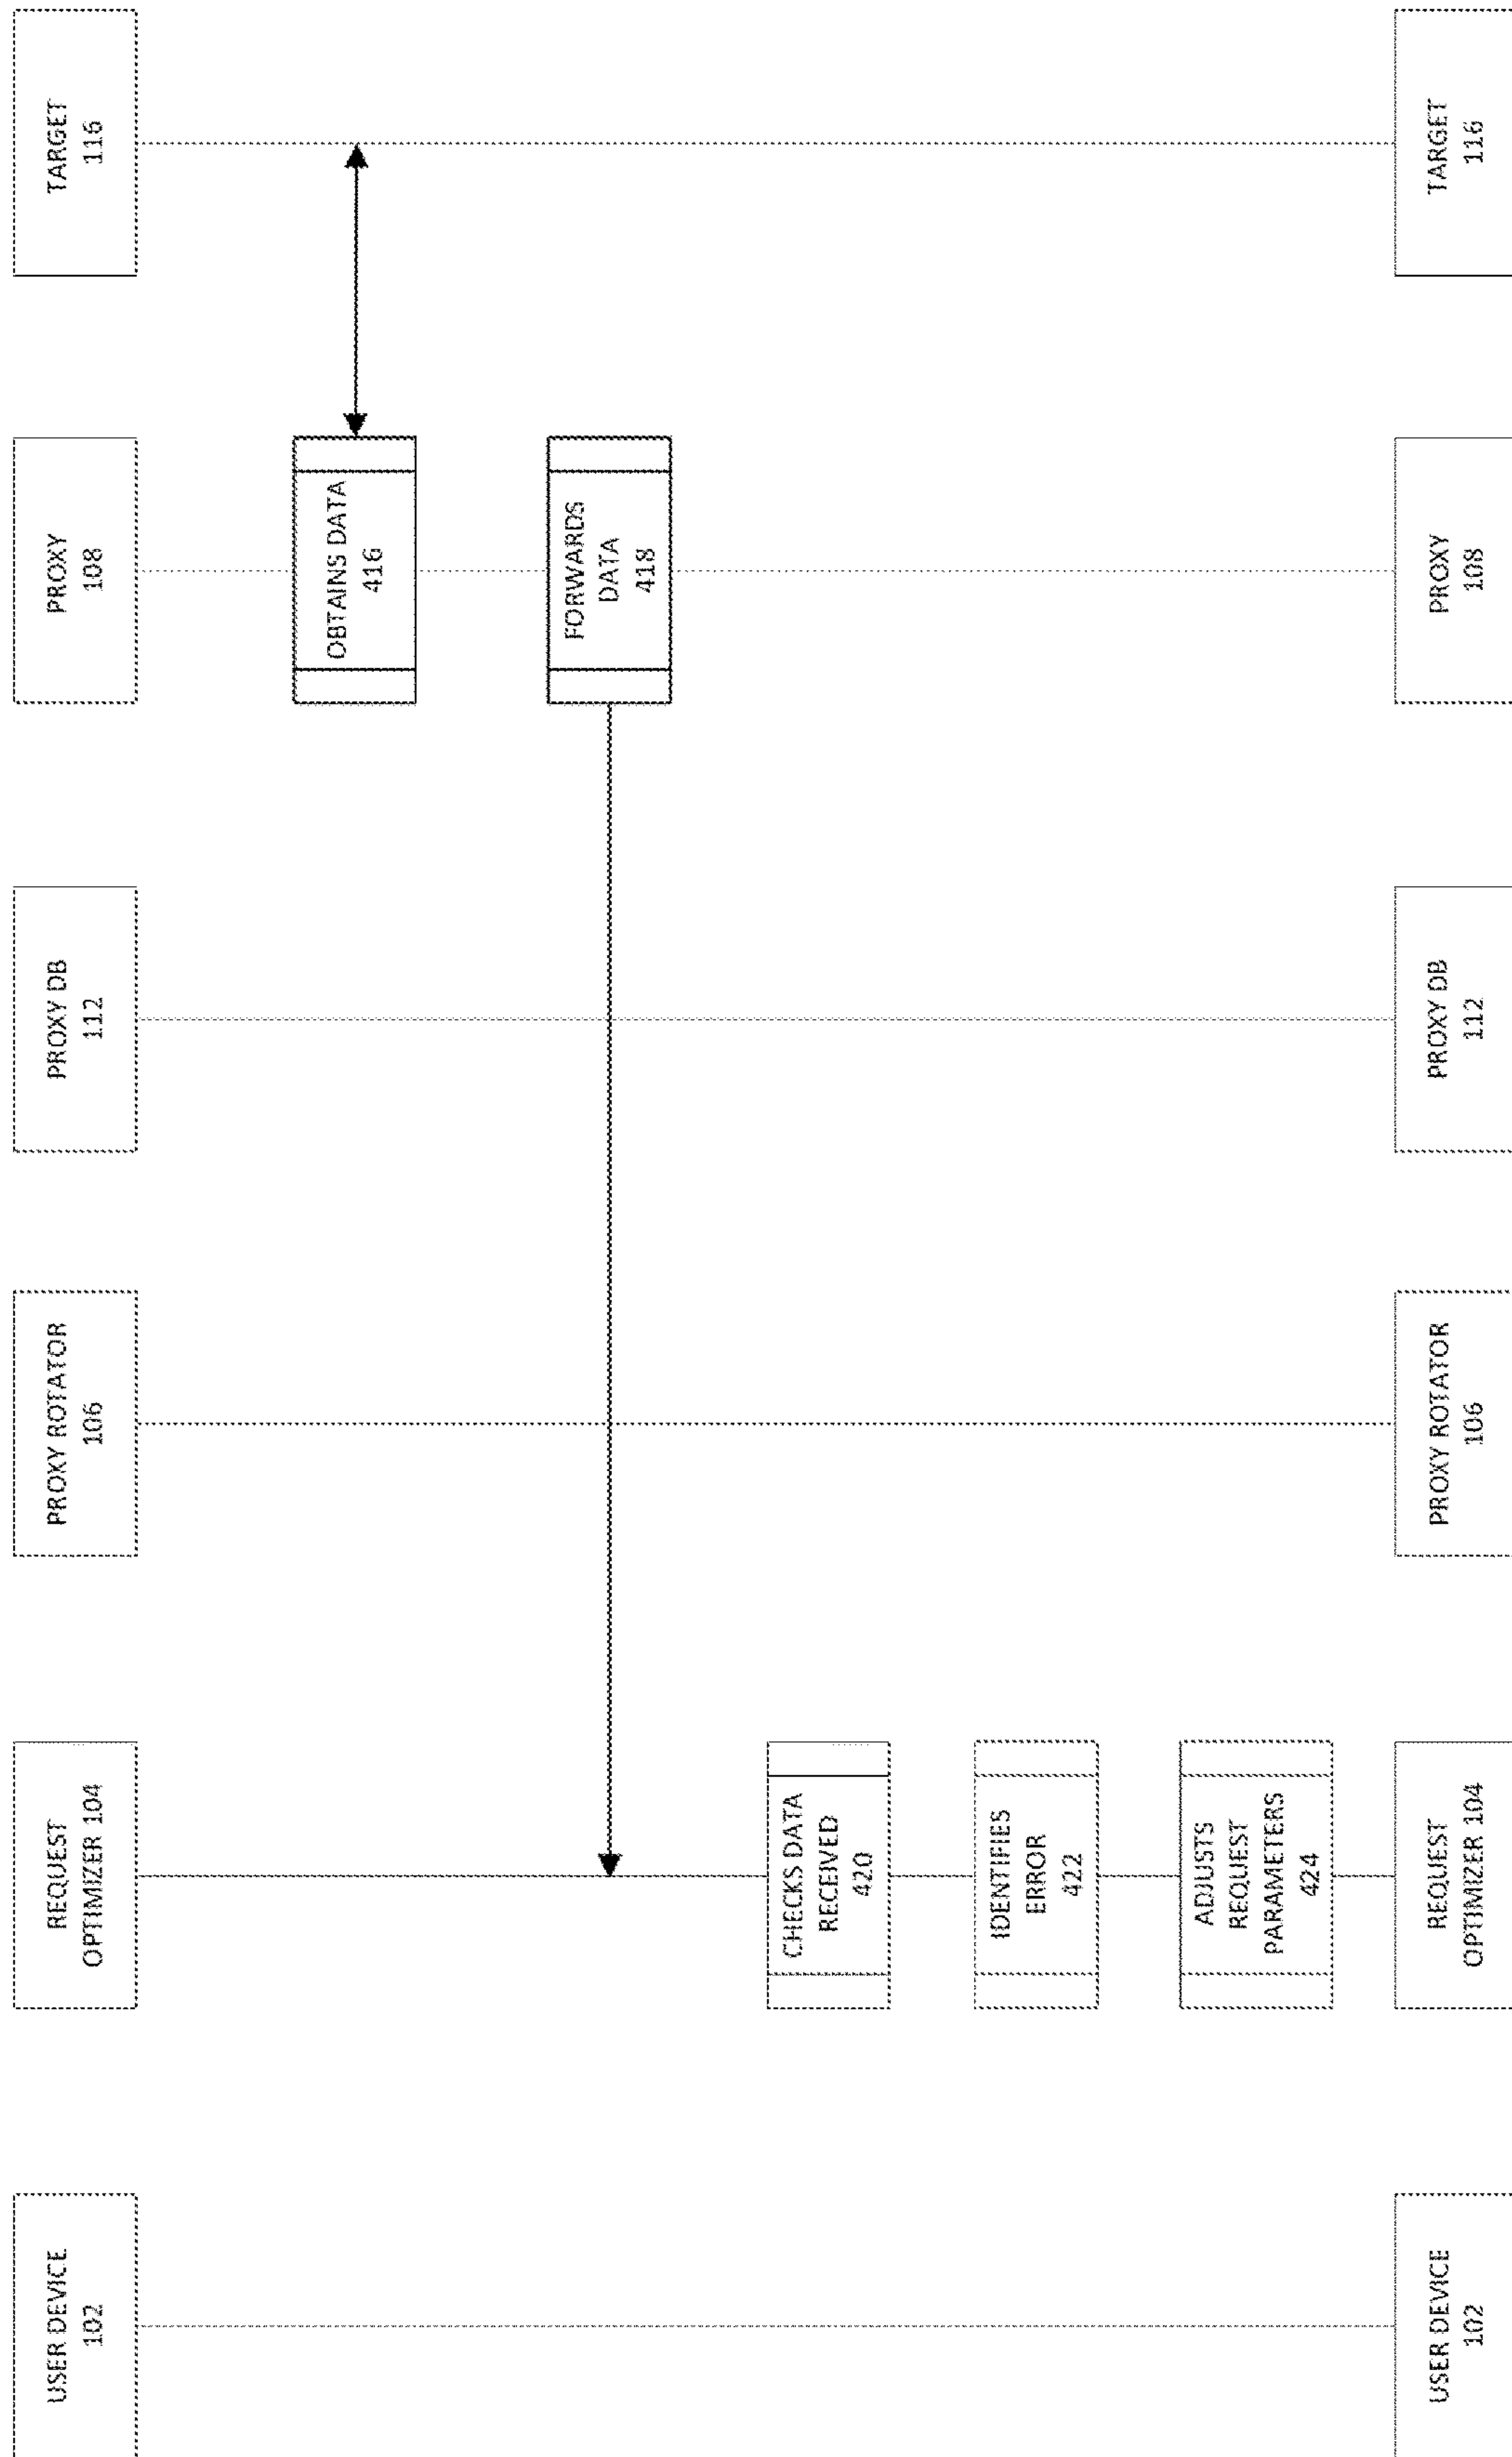 USER DEVICE
102
REQUEST
OPTIMIZER 104
PROXY ROTATOR
106
PROXY DB
112
PROXY
108
TARGET
116
OBTAINS DATA
416
FORWARDS
DATA
418
CHECKS DATA
RECEIVED
420
IDENTIFIES
ERROR
422
ADJUSTS
REQUEST
PARAMETERS
424
USER DEVICE
102
REQUEST
OPTIMIZER 104
PROXY ROTATOR
106
PROXY DB
112
PROXY
108
TARGET
116